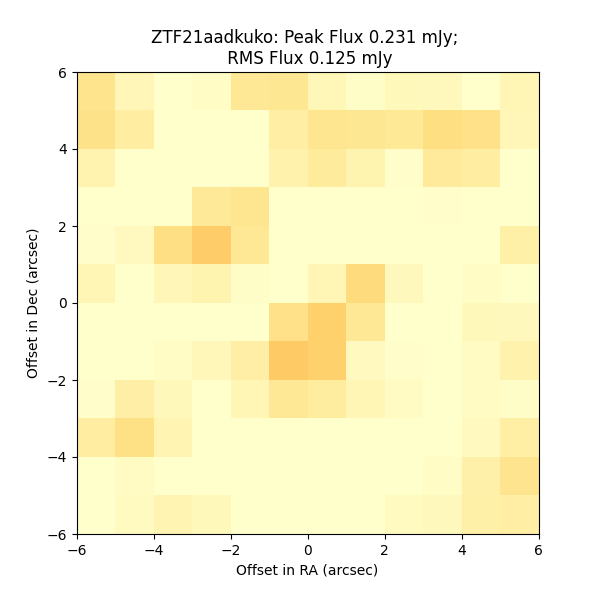 ZTF21aadkuko: Peak Flux 0.231 mJy;
RMS Flux 0.125 mJy
6
4
2
0
−2
−4
−6
Offset in Dec (arcsec)
−6 −4 −2 0 2 4 6
Offset in RA (arcsec)